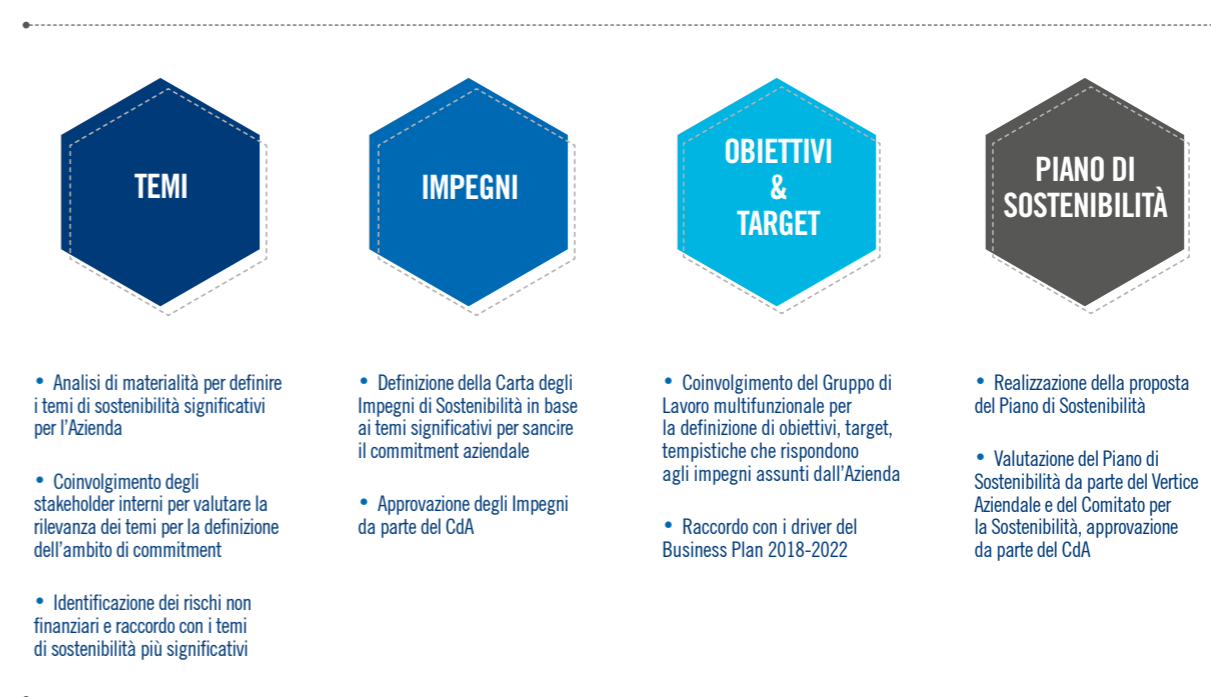 TEMI
• Analisi di materialità per definire
i temi di sostenibilità significativi
per l'Azienda
• Coinvolgimento degli
stakeholder interni per valutare la
rilevanza dei temi per la definizione
dell'ambito di commitment
• Identificazione dei rischi non
finanziari e raccordo con i temi
di sostenibilità più significativi
IMPEGNI
• Definizione della Carta degli
Impegni di Sostenibilità in base
ai temi significativi per sancire
il commitment aziendale
• Approvazione degli Impegni
da parte del CdA
OBIETTIVI
&
TARGET
• Coinvolgimento del Gruppo di
Lavoro multifunzionale per
la definizione di obiettivi, target,
tempistiche che rispondono
agli impegni assunti dall'Azienda
• Raccordo con i driver del
Business Plan 2018-2022
PIANO DI
SOSTENIBILITÀ
• Realizzazione della proposta
del Piano di Sostenibilità
• Valutazione del Piano di
Sostenibilità da parte del Vertice
Aziendale e del Comitato per
la Sostenibilità, approvazione
da parte del CdA